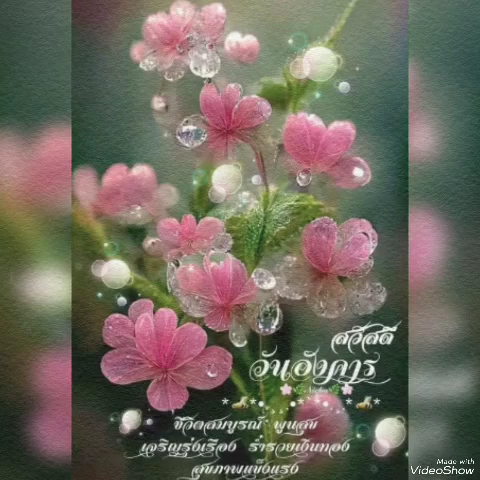 สวัสดี
วันอังคาร
ชีวิตสมบูรณ์ พูนสุข
เจริญรุ่งเรือง ร่ำรวยเงินทอง
สุขภาพแข็งแรง
Made with
VideoShow